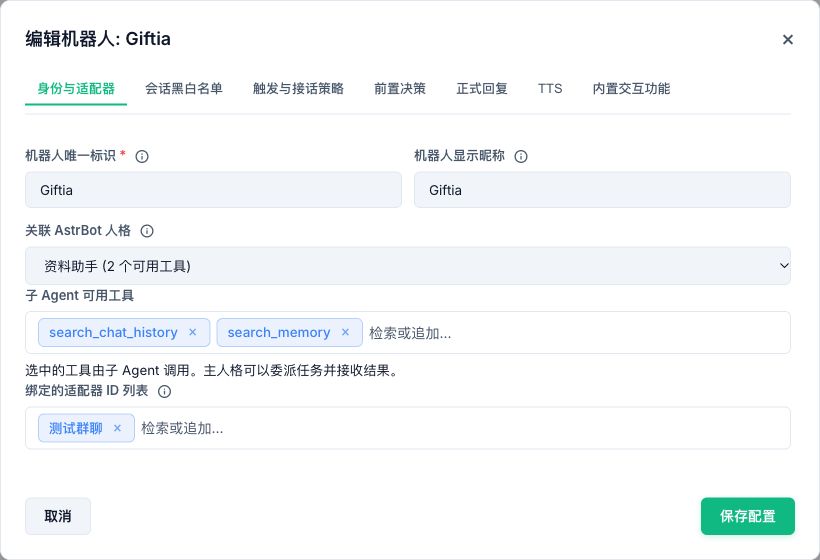 编辑机器人: Giftia
×
身份与适配器 会话黑白名单 触发与接话策略 前置决策 正式回复 TTS 内置交互功能
机器人唯一标识 * 机器人显示昵称
Giftia Giftia
关联 AstrBot 人格
资料助手 (2 个可用工具)
子 Agent 可用工具
search_chat_history × search_memory × 检索或追加...
选中的工具由子 Agent 调用。主人格可以委派任务并接收结果。
绑定的适配器 ID 列表
测试群聊 × 检索或追加...
取消 保存配置